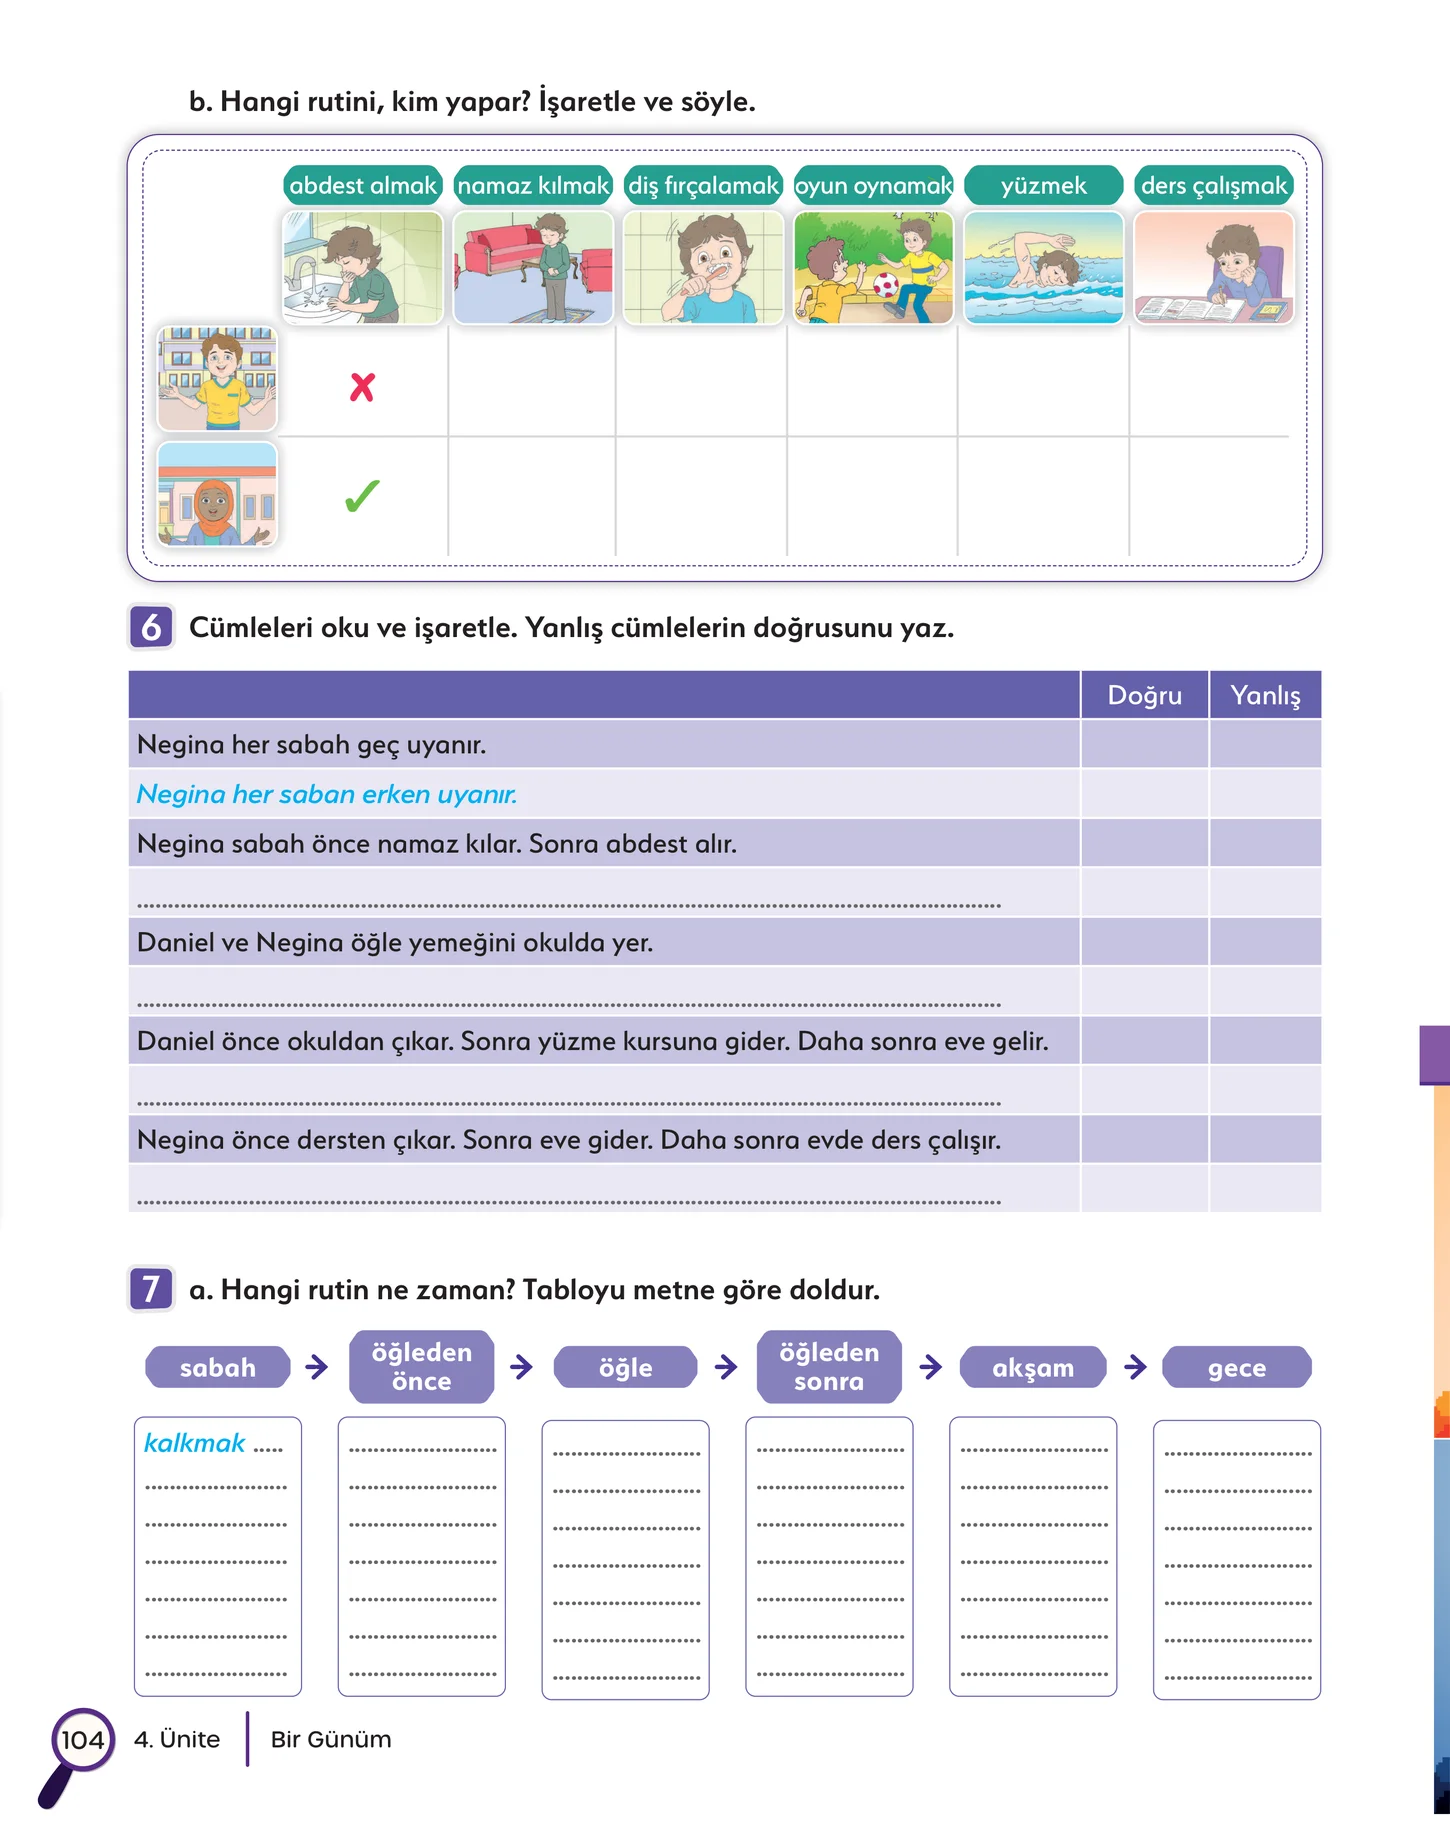 b. Hangi rutini, kim yapar? İşaretle ve söyle.
abdest almak
namaz kılmak
diş fırçalamak
oyun oynamak
yüzmek
ders çalışmak
6 Cümleleri oku ve işaretle. Yanlış cümlelerin doğrusunu yaz.
Doğru Yanlış
Negina her sabah geç uyanır.
Negina her saban erken uyanır.
Negina sabah önce namaz kılar. Sonra abdest alır.
Daniel ve Negina öğle yemeğini okulda yer.
Daniel önce okuldan çıkar. Sonra yüzme kursuna gider. Daha sonra eve gelir.
Negina önce dersten çıkar. Sonra eve gider. Daha sonra evde ders çalışır.
7 a. Hangi rutin ne zaman? Tabloyu metne göre doldur.
sabah
öğleden
önce
öğle
öğleden
sonra
akşam
gece
kalkmak
104 4. Ünite Bir Günüm